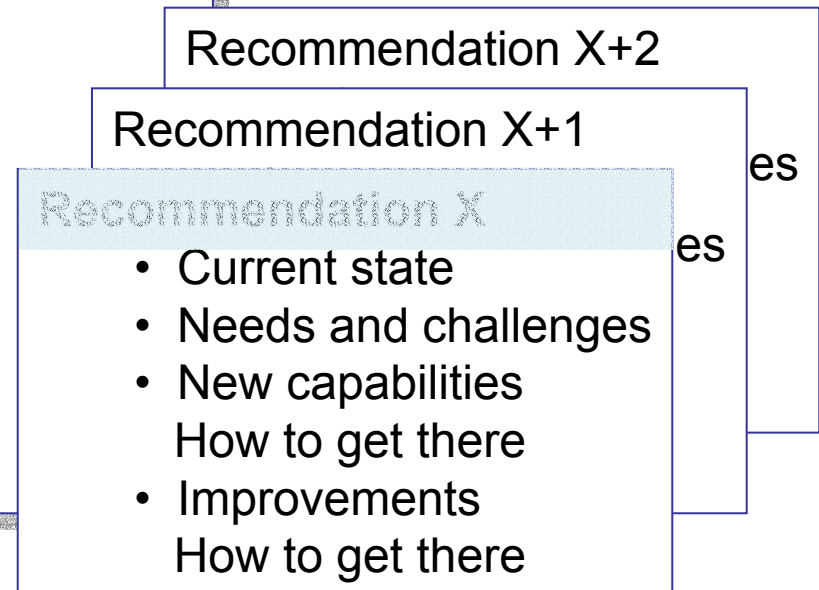 Recommendation X+2
Recommendation X+1
es
Recommendation X
es
• Current state
• Needs and challenges
• New capabilities
How to get there
• Improvements
How to get there